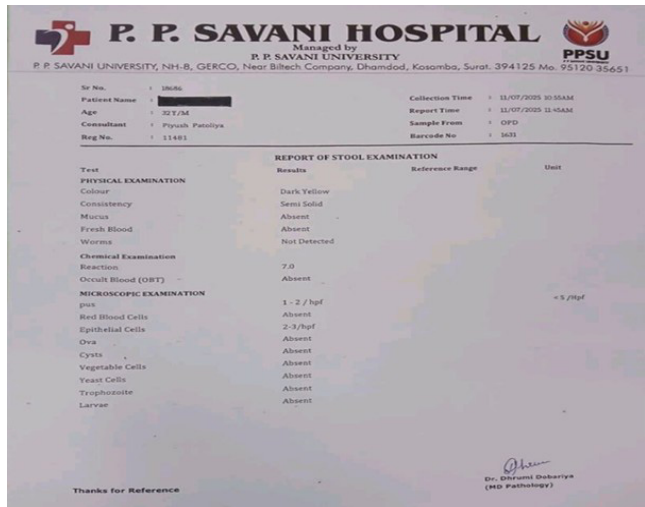 P. P. SAVANI HOSPITAL
Managed by
P. P. SAVANI UNIVERSITY
PPSU
P. P. SAVANI UNIVERSITY, NH-8, GERCO, Near Biltech Company, Dhamdod, Kosamba, Surat. 394125 Mo. 95120 35651
Sr No. : 18686
Patient Name :
Collection Time : 11/07/2025 10:55AM
Age : 32 Y/M
Report Time : 11/07/2025 11:45AM
Consultant : Piyush Patoliya
Sample From : OPD
Reg No. : 11481
Barcode No : 1631
REPORT OF STOOL EXAMINATION
Test Results Reference Range Unit
PHYSICAL EXAMINATION
Colour Dark Yellow
Consistency Semi Solid
Mucus Absent
Fresh Blood Absent
Worms Not Detected
Chemical Examination
Reaction 7.0
Occult Blood (OBT) Absent
MICROSCOPIC EXAMINATION
pus 1 - 2 / hpf < 5 /Hpf
Red Blood Cells Absent
Epithelial Cells 2-3/hpf
Ova Absent
Cysts Absent
Vegetable Cells Absent
Yeast Cells Absent
Trophozoite Absent
Larvae Absent
Dr. Dhrumi Dobariya
(MD Pathology)
Thanks for Reference